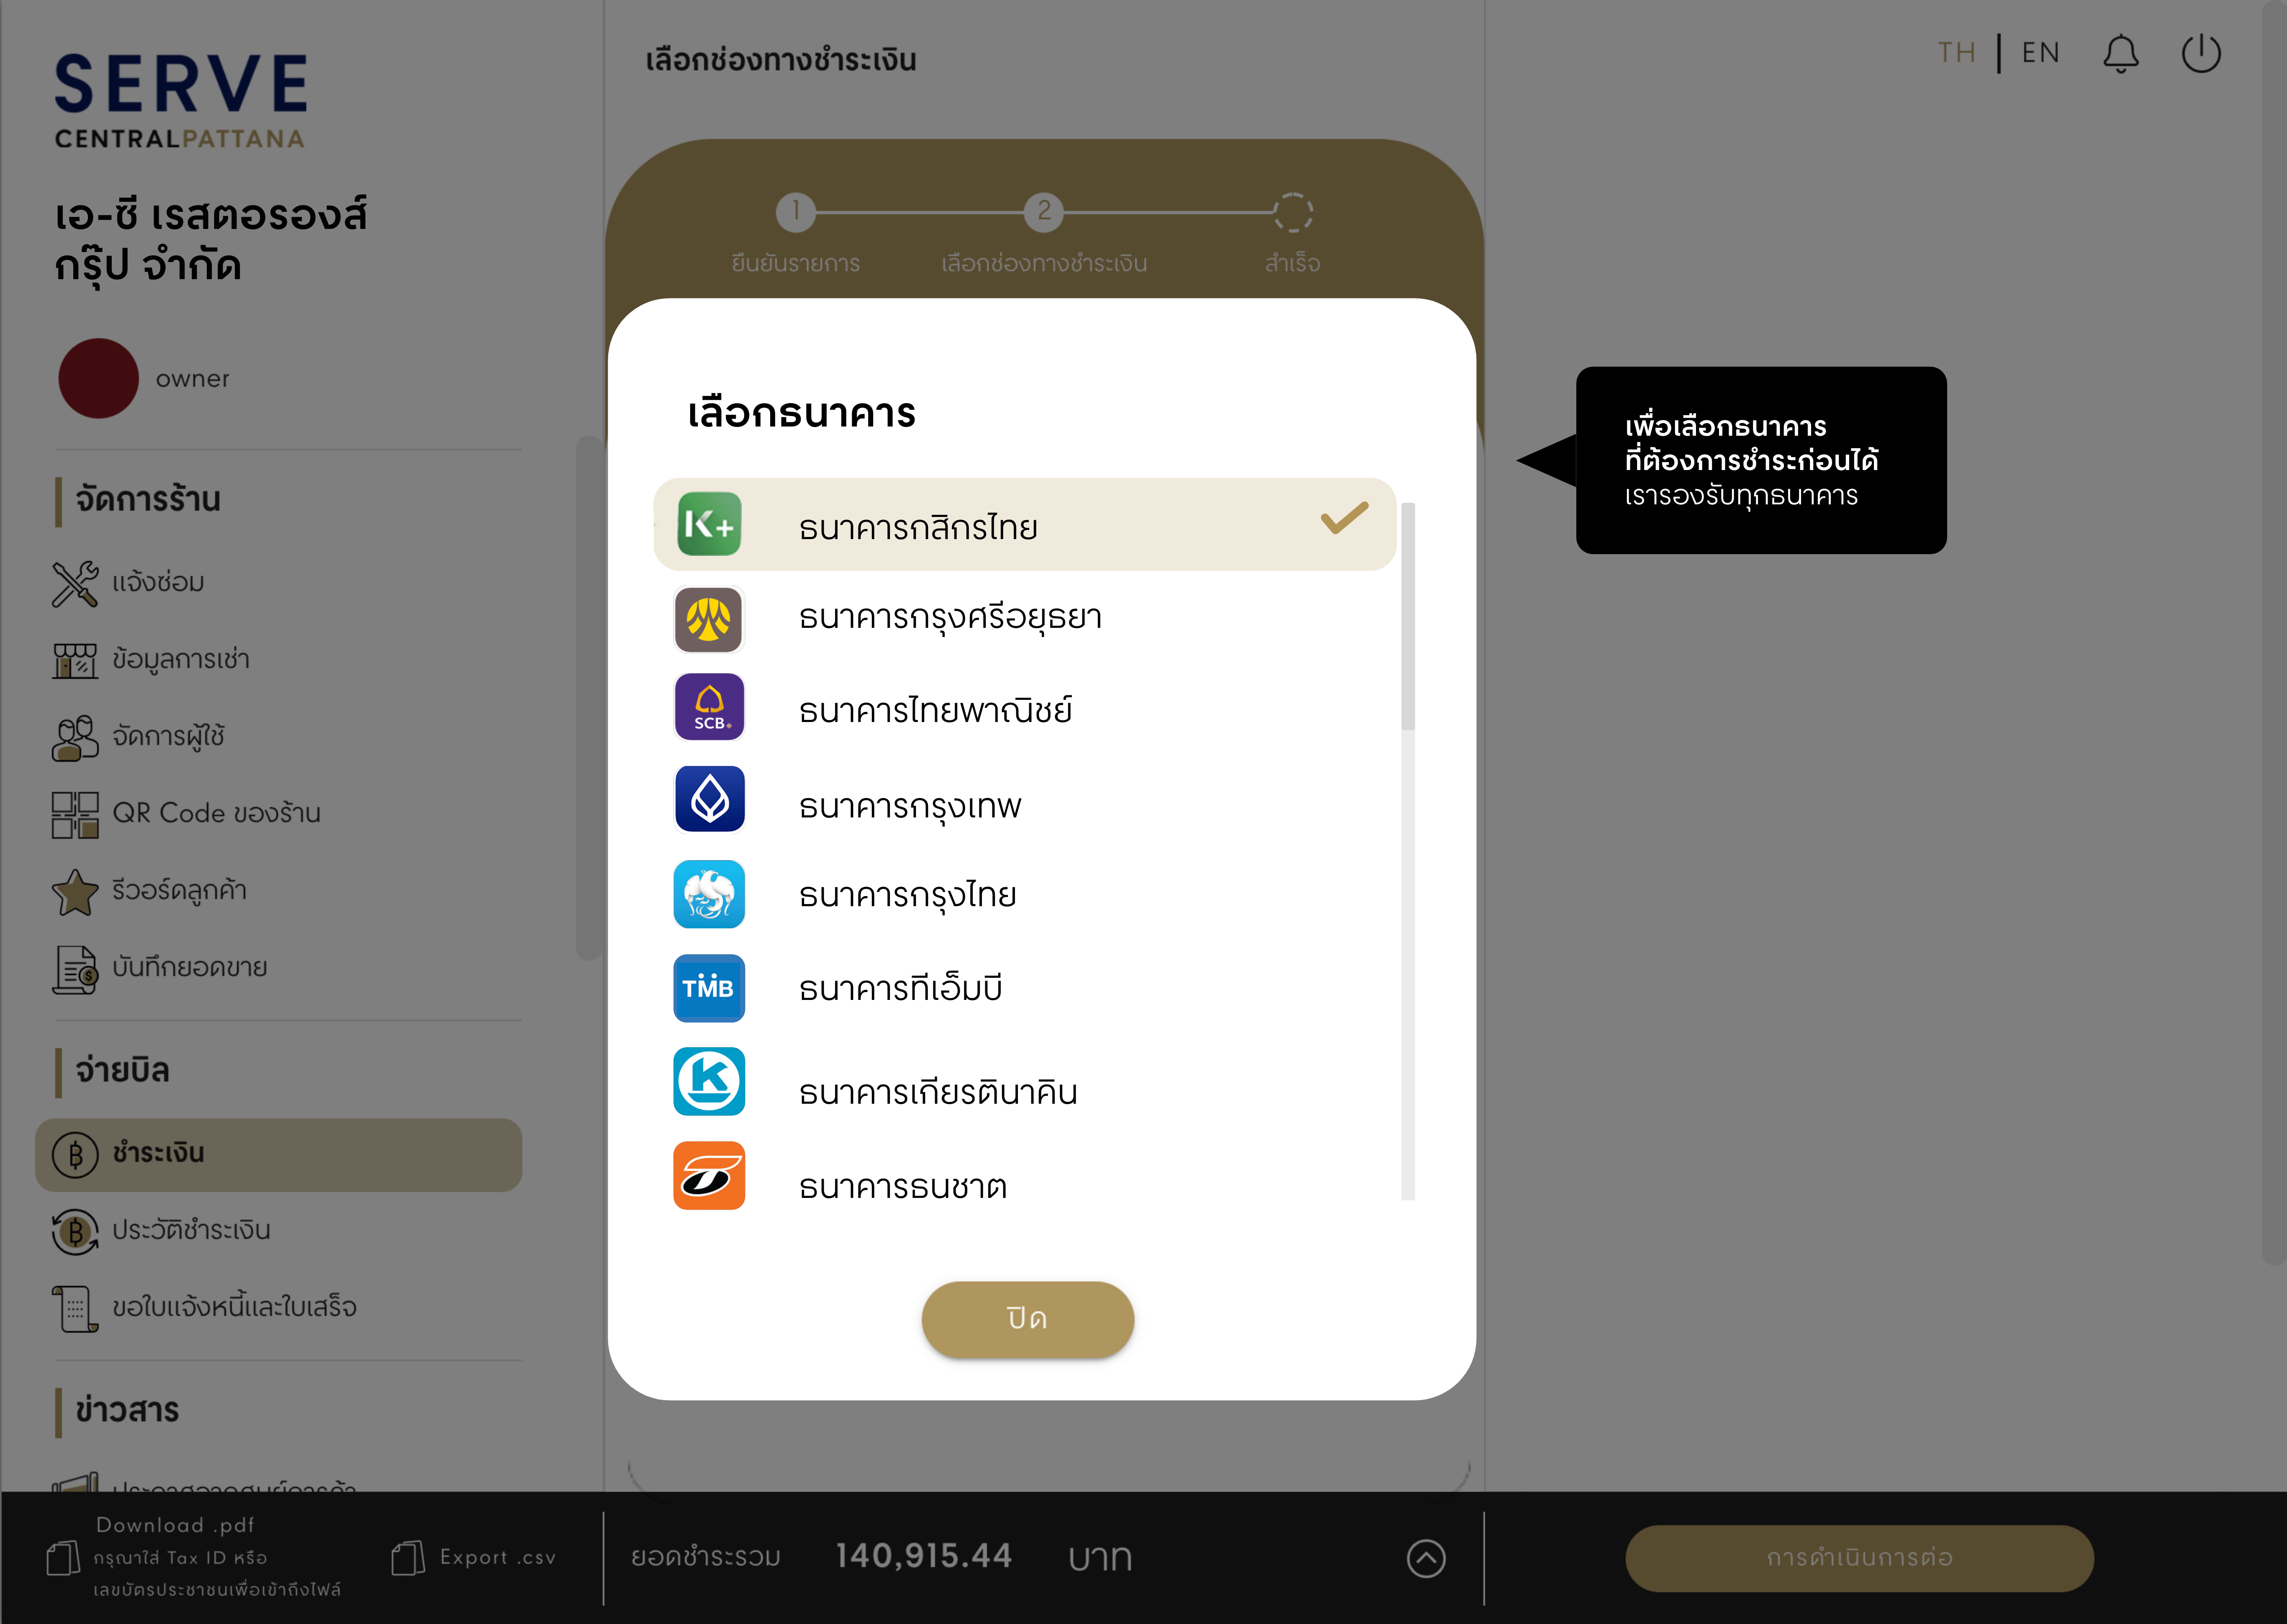 SERVE
CENTRALPATTANA
เอ-ซี เรสตอรองส์
กรุ๊ป จำกัด
owner
จัดการร้าน
แจ้งซ่อม
ข้อมูลการเช่า
จัดการผู้ใช้
QR Code ของร้าน
รีวอร์ดลูกค้า
บันทึกยอดขาย
จ่ายบิล
ชำระเงิน
ประวัติชำระเงิน
ขอใบแจ้งหนี้และใบเสร็จ
ข่าวสาร
เลือกช่องทางชำระเงิน
1
2
ยืนยันรายการ
เลือกช่องทางชำระเงิน
สำเร็จ
เลือกธนาคาร
K+
ธนาคารกสิกรไทย
ธนาคารกรุงศรีอยุธยา
SCB
ธนาคารไทยพาณิชย์
ธนาคารกรุงเทพ
ธนาคารกรุงไทย
TMB
ธนาคารทีเอ็มบี
ธนาคารเกียรตินาคิน
ธนาคารธนชาต
ปิด
TH | EN
เพื่อเลือกธนาคาร
ที่ต้องการชำระก่อนได้
เรารองรับทุกธนาคาร
Download .pdf
กรุณาใส่ Tax ID หรือ
เลขบัตรประชาชนเพื่อเข้าถึงไฟล์
Export .csv
ยอดชำระรวม 140,915.44 บาท
การดำเนินการต่อ